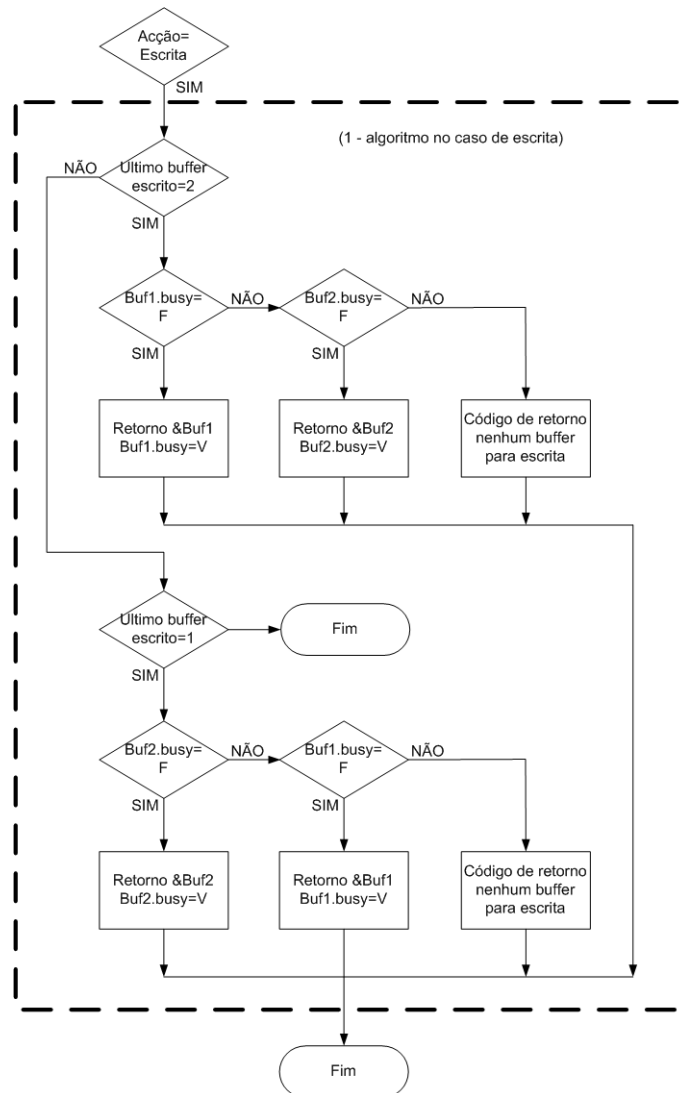 Acção=
Escrita
SIM
(1 - algoritmo no caso de escrita)
NÃO
Último buffer
escrito=2
SIM
Buf1.busy=
F
NÃO
Buf2.busy=
F
NÃO
SIM
SIM
Retorno &Buf1
Buf1.busy=V
Retorno &Buf2
Buf2.busy=V
Código de retorno
nenhum buffer
para escrita
Último buffer
escrito=1
Fim
SIM
Buf2.busy=
F
NÃO
Buf1.busy=
F
NÃO
SIM
SIM
Retorno &Buf2
Buf2.busy=V
Retorno &Buf1
Buf1.busy=V
Código de retorno
nenhum buffer
para escrita
Fim